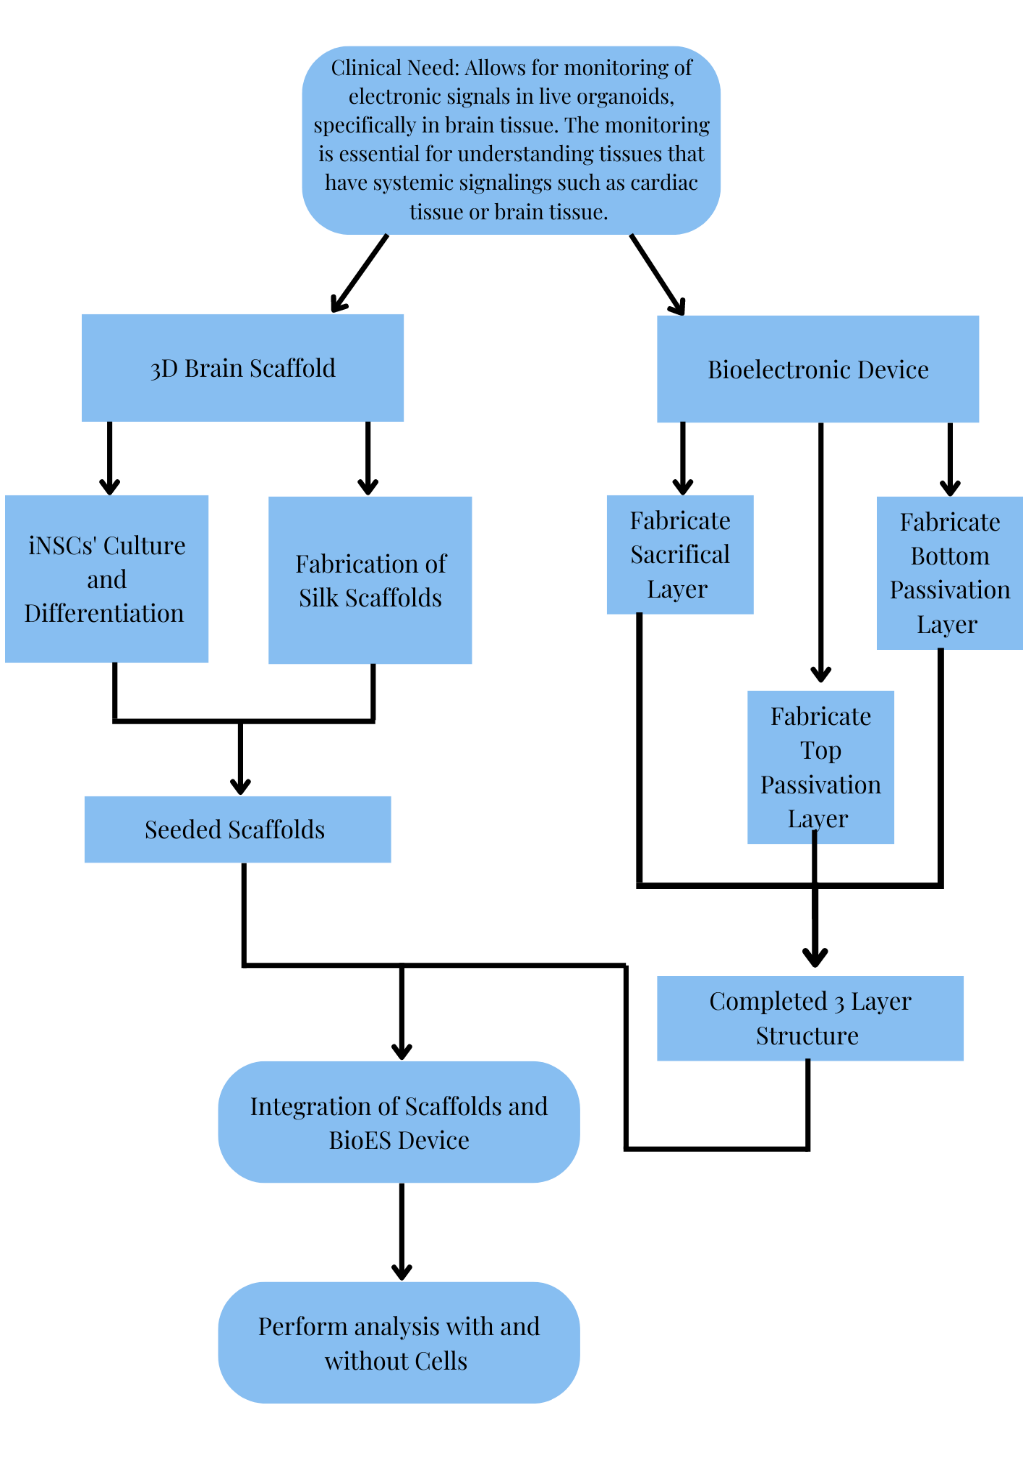 Clinical Need: Allows for monitoring of
electronic signals in live organoids,
specifically in brain tissue. The monitoring
is essential for understanding tissues that
have systemic signalings such as cardiac
tissue or brain tissue.
3D Brain Scaffold
Bioelectronic Device
iNSCs' Culture
and
Differentiation
Fabrication of
Silk Scaffolds
Fabricate
Sacrifical
Layer
Fabricate
Bottom
Passivation
Layer
Fabricate
Top
Passivation
Layer
Seeded Scaffolds
Completed 3 Layer
Structure
Integration of Scaffolds and
BioES Device
Perform analysis with and
without Cells